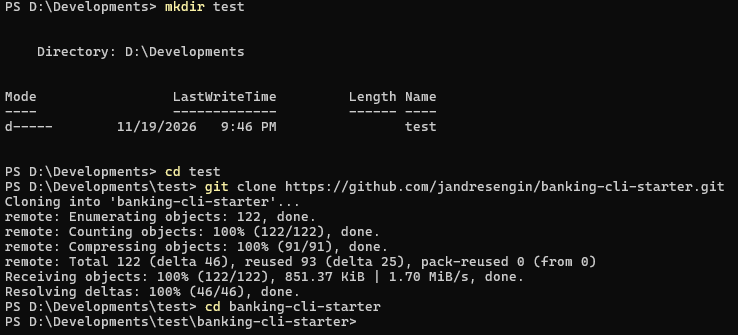 PS D:\Developments> mkdir test
Directory: D:\Developments
Mode LastWriteTime Length Name
---- ------------- ------ ----
d----- 11/19/2026 9:46 PM test
PS D:\Developments> cd test
PS D:\Developments\test> git clone https://github.com/jandresengin/banking-cli-starter.git
Cloning into 'banking-cli-starter'...
remote: Enumerating objects: 122, done.
remote: Counting objects: 100% (122/122), done.
remote: Compressing objects: 100% (91/91), done.
remote: Total 122 (delta 46), reused 93 (delta 25), pack-reused 0 (from 0)
Receiving objects: 100% (122/122), 851.37 KiB | 1.70 MiB/s, done.
Resolving deltas: 100% (46/46), done.
PS D:\Developments\test> cd banking-cli-starter
PS D:\Developments\test\banking-cli-starter>